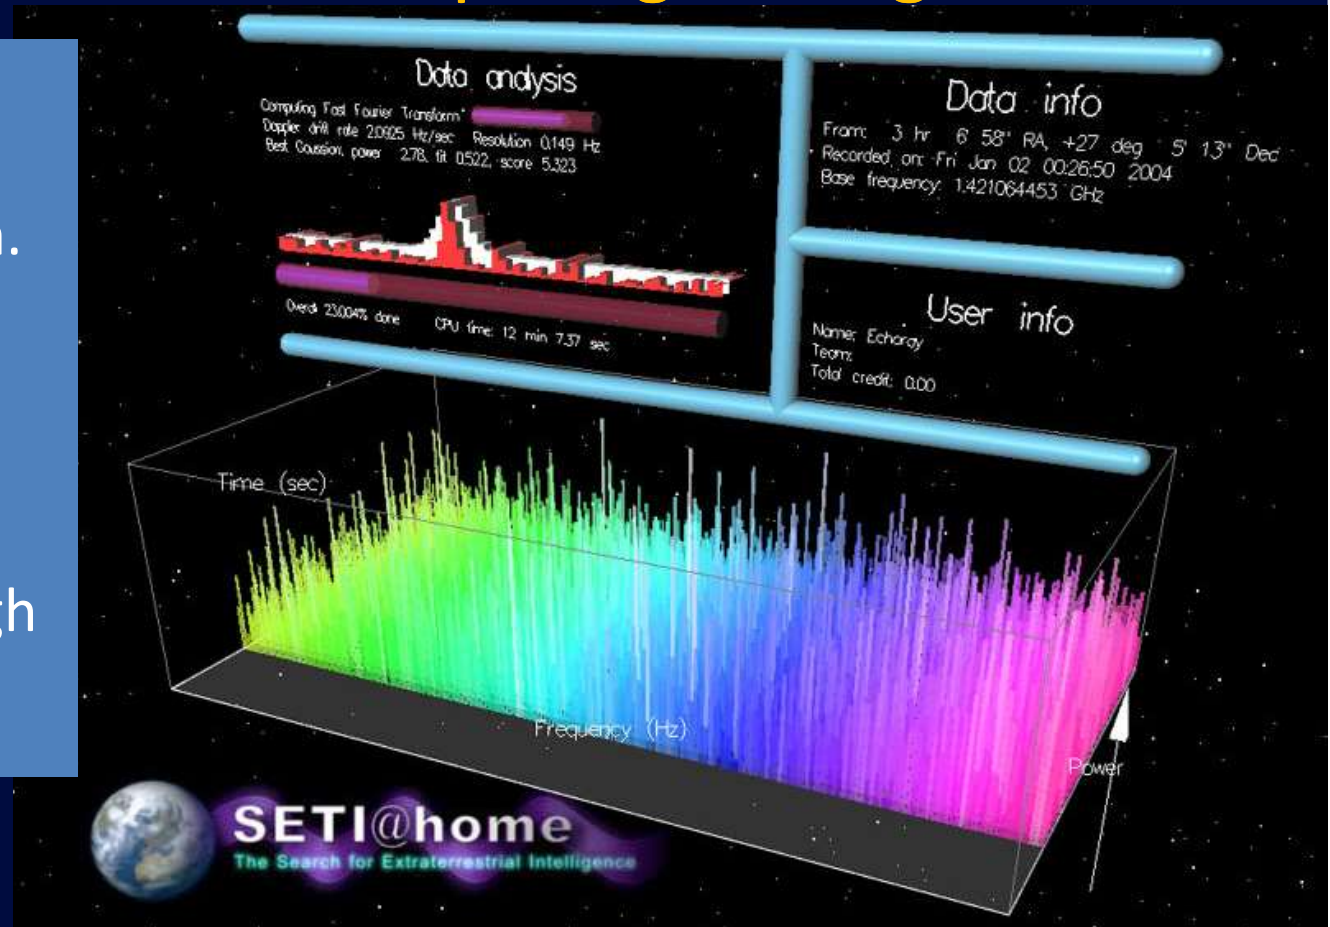 Data analysis
Computing Fast Fourier Transform
Doppler drift rate 2.0925 Hz/sec Resolution 0.149 Hz
Best Gaussian: power 2.78, fit 0.522, score 5.323
Overall 23.004% done CPU time: 12 min 7.37 sec
Data info
From: 3 hr 6' 58" RA, +27 deg 5' 13" Dec
Recorded on: Fri Jan 02 00:26:50 2004
Base frequency: 1.421064453 GHz
User info
Name: Echorgy
Team:
Total credit: 0.00
Time (sec)
Frequency (Hz)
Power
SETI@home
The Search for Extraterrestrial Intelligence